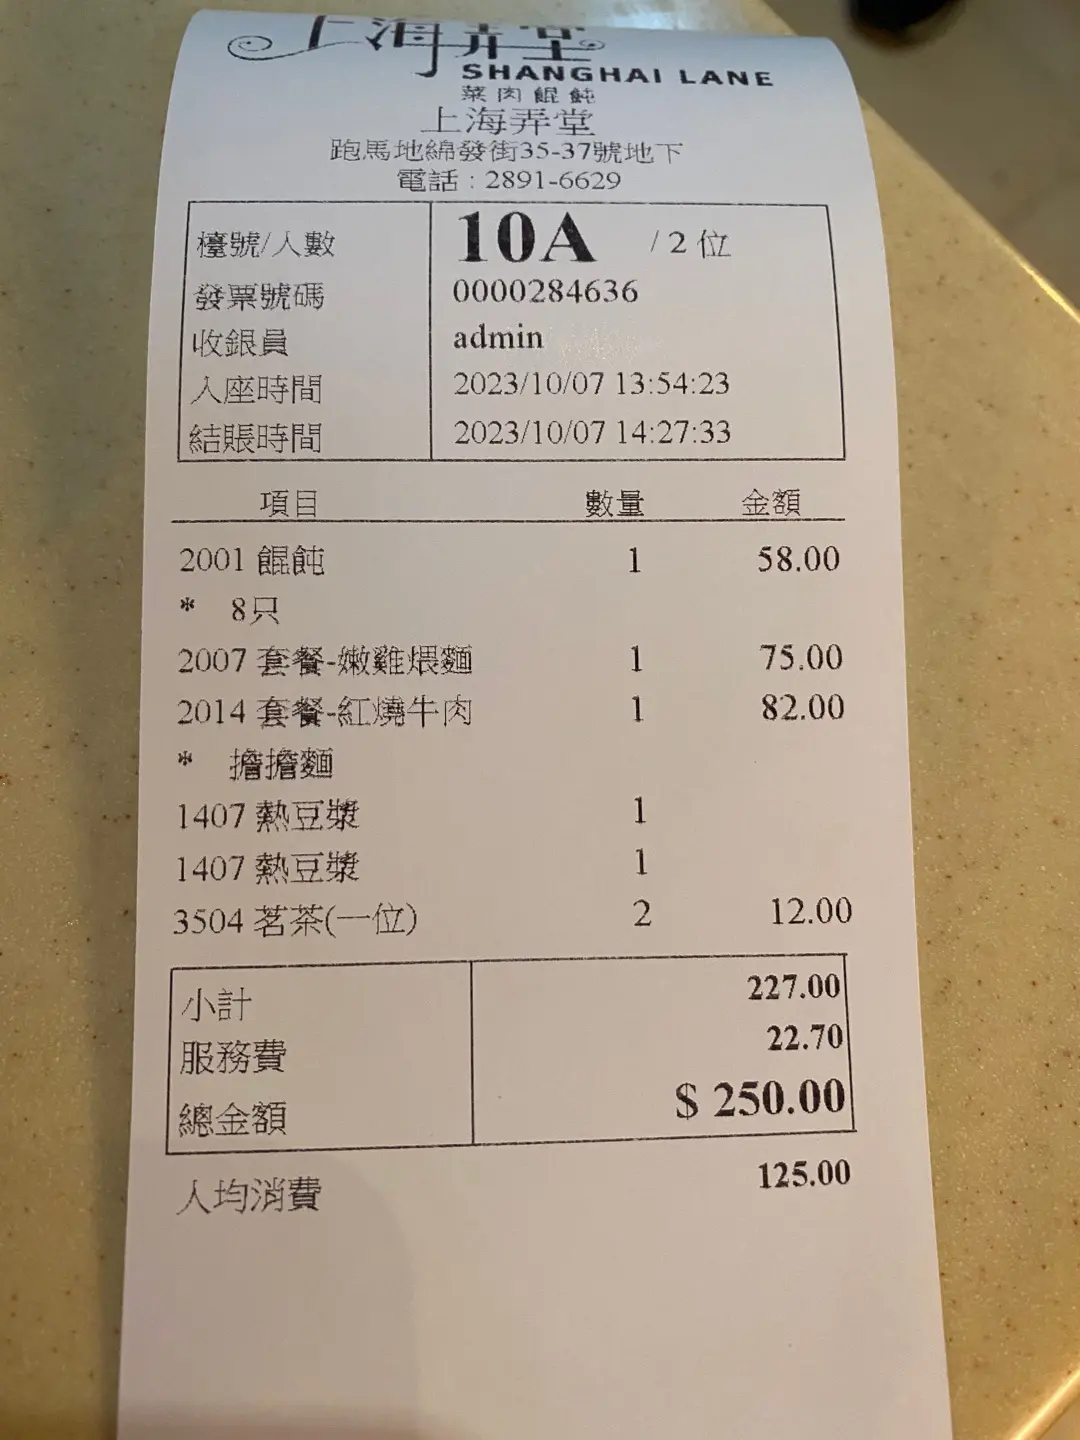 上海弄堂
SHANGHAI LANE
菜肉餛飩
上海弄堂
跑馬地綿發街35-37號地下
電話：2891-6629
檯號/人數 10A / 2 位
發票號碼 0000284636
收銀員 admin
入座時間 2023/10/07 13:54:23
結賬時間 2023/10/07 14:27:33
項目 數量 金額
2001 餛飩 1 58.00
* 8只
2007 套餐-嫩雞煨麵 1 75.00
2014 套餐-紅燒牛肉 1 82.00
* 擔擔麵
1407 熱豆漿 1
1407 熱豆漿 1
3504 茗茶(一位) 2 12.00
小計 227.00
服務費 22.70
總金額 $ 250.00
人均消費 125.00